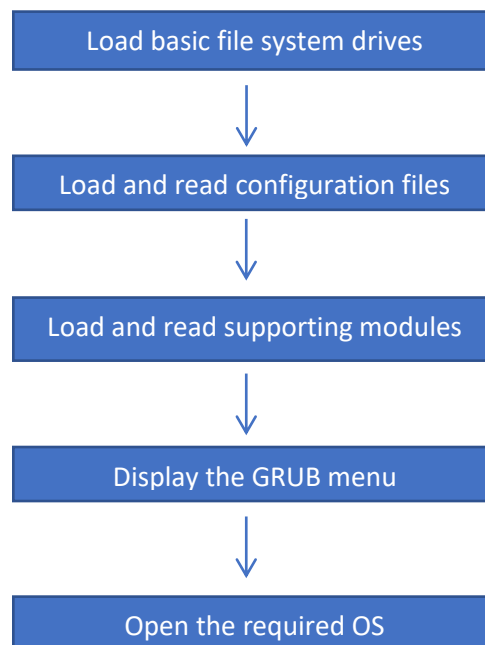 Load basic file system drives
Load and read configuration files
Load and read supporting modules
Display the GRUB menu
Open the required OS